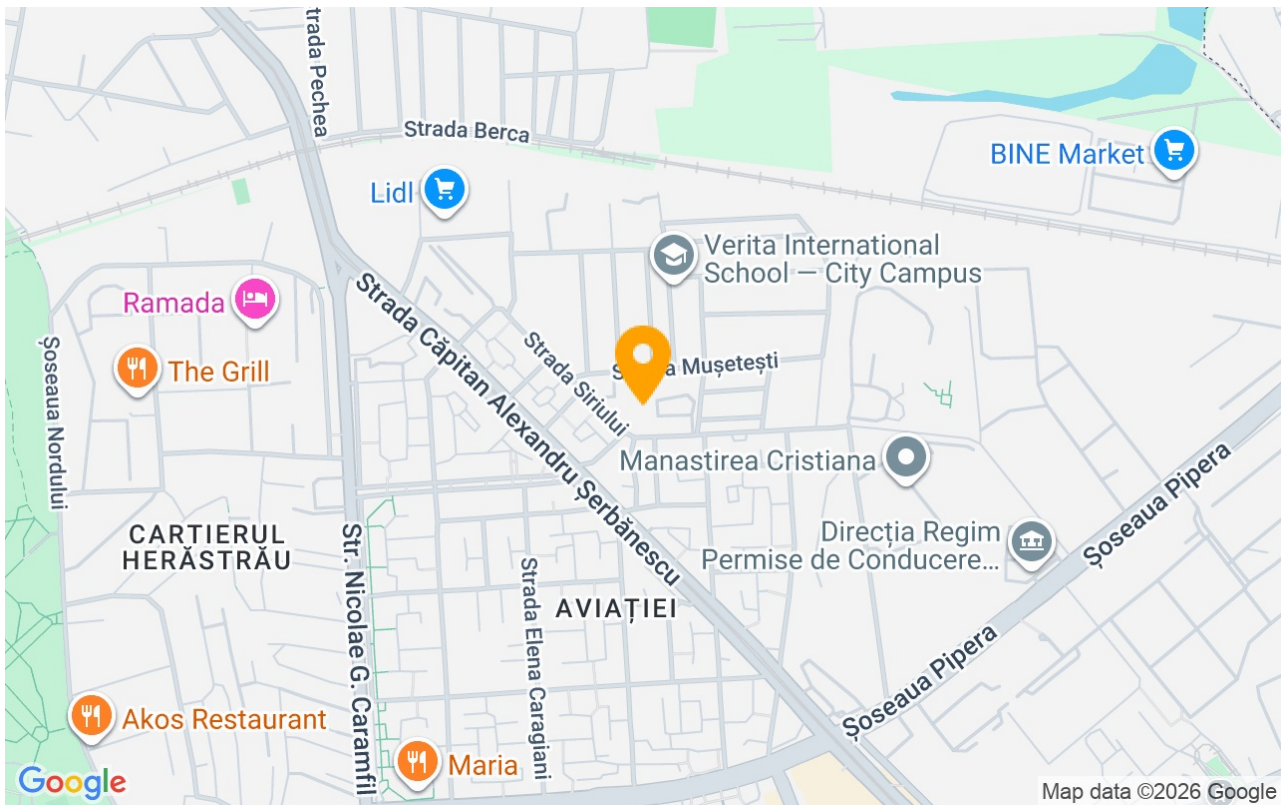 trada Pechea
Strada Berca
BINE Market
Lidl
Verita International
School — City Campus
Ramada
Strada Căpitan Alexandru Șerbănescu
The Grill
Strada Siriului
Mușetești
Șoseaua Nordului
Manastirea Cristiana
Șoseaua Pipera
CARTIERUL
HERĂSTRĂU
Str. Nicolae G. Caramfil
Direcția Regim
Permise de Conducere...
Strada Elena Caragiani
AVIAȚIEI
Șoseaua Pipera
Akos Restaurant
Maria
Google
Map data ©2026 Google